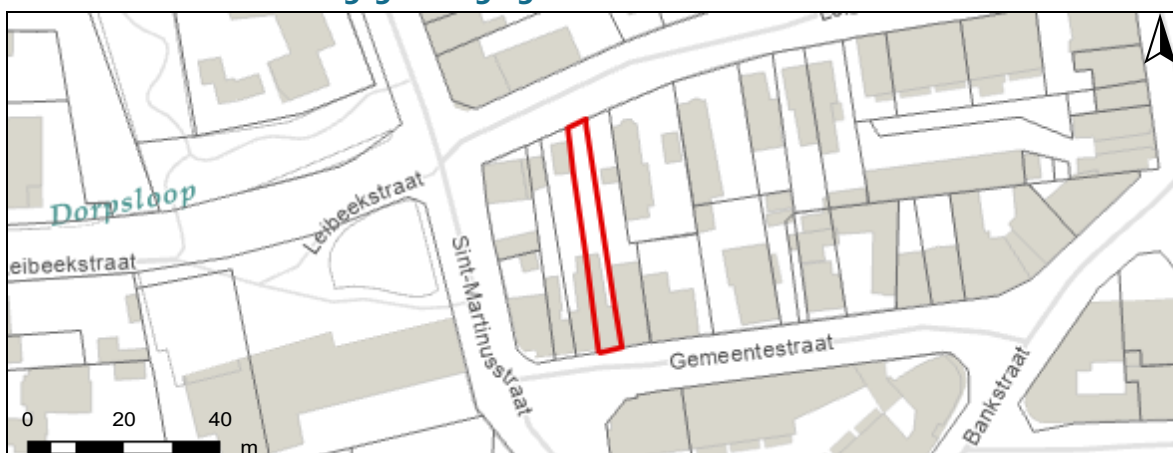 Dorpsloop
Leibeekstraat
eibeekstraat
Sint-Martinusstraat
Gemeentestraat
Bankstraat
0 20 40
m